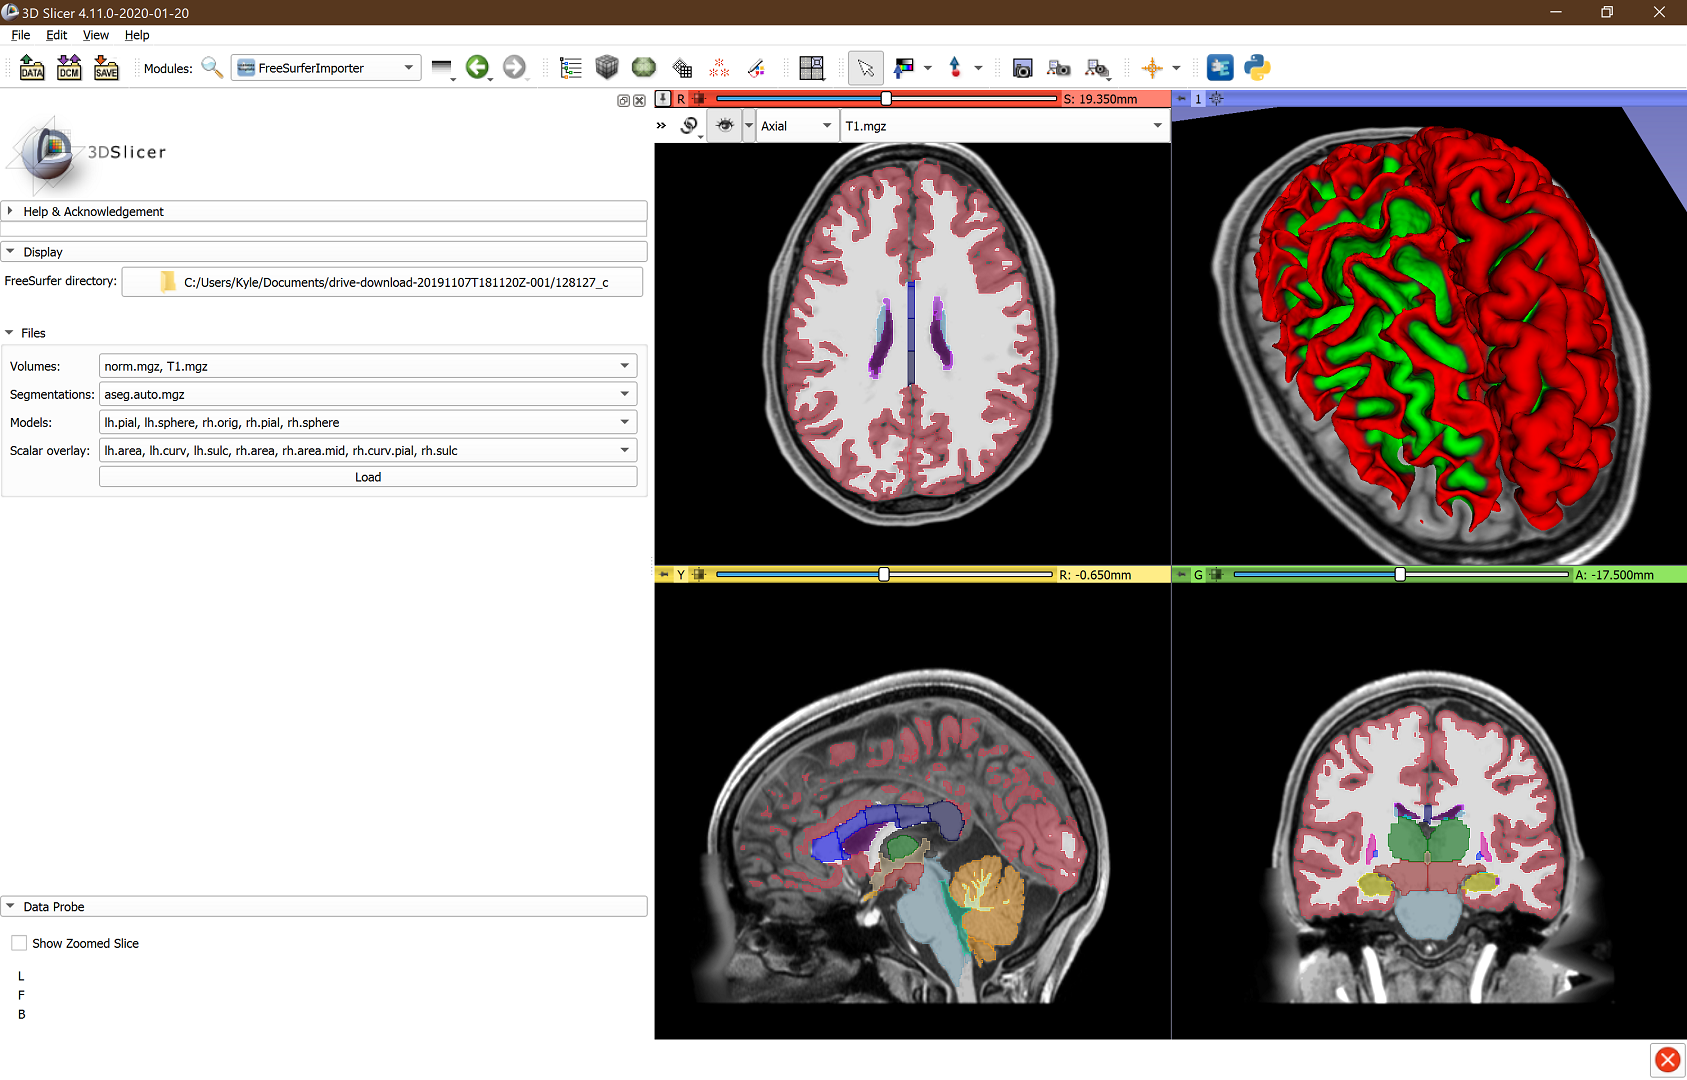 3D Slicer 4.11.0-2020-01-20
File Edit View Help
DATA DCM SAVE Modules: FreeSurferImporter
R S: 19.350mm
1
Axial T1.mgz
3DSlicer
Help & Acknowledgement
Display
FreeSurfer directory: C:/Users/Kyle/Documents/drive-download-20191107T181120Z-001/128127_c
Files
Volumes: norm.mgz, T1.mgz
Segmentations: aseg.auto.mgz
Models: lh.pial, lh.sphere, rh.orig, rh.pial, rh.sphere
Scalar overlay: lh.area, lh.curv, lh.sulc, rh.area, rh.area.mid, rh.curv.pial, rh.sulc
Load
Y R: -0.650mm
G A: -17.500mm
Data Probe
Show Zoomed Slice
L
F
B